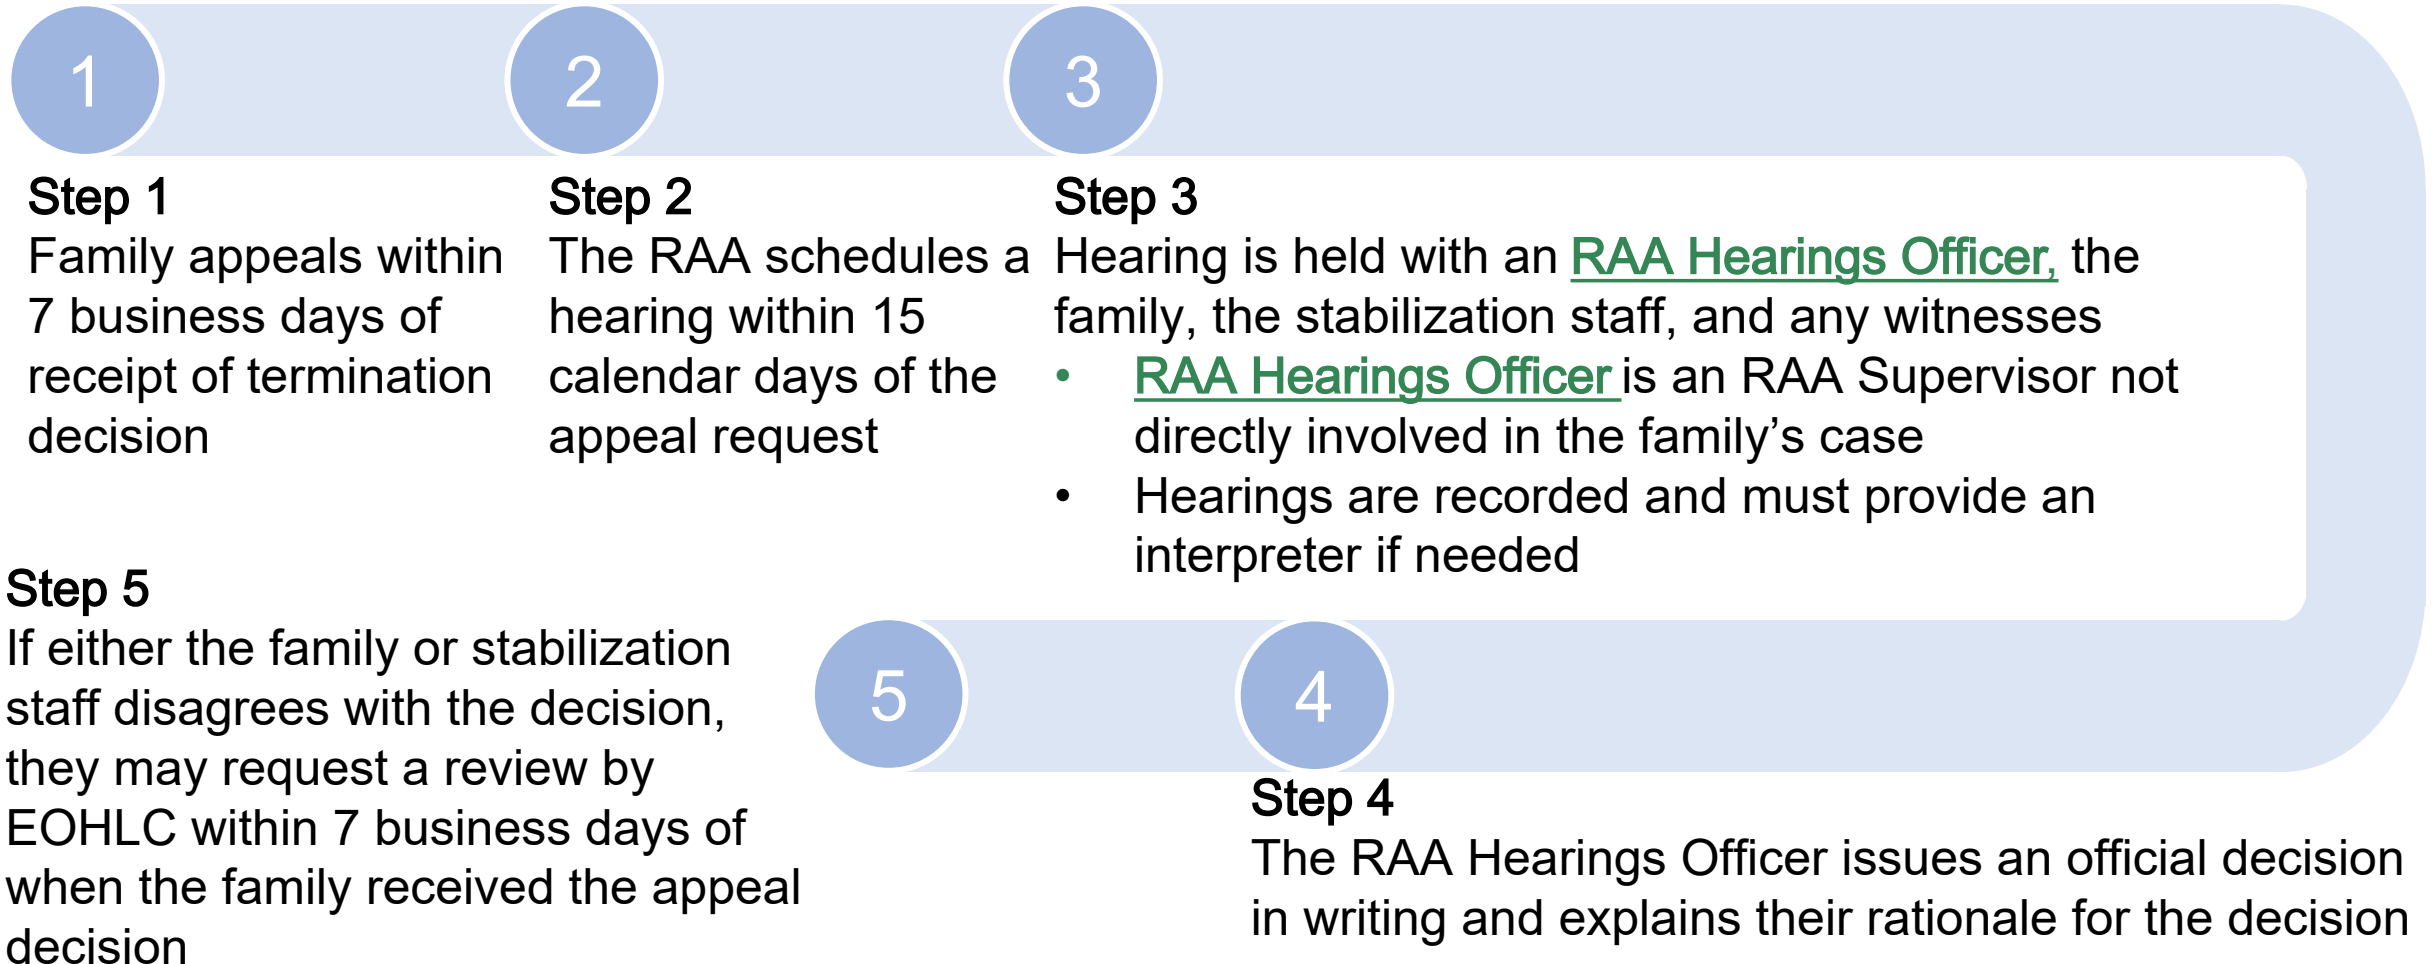 1
2
3
Step 1
Family appeals within
7 business days of
receipt of termination
decision
Step 2
The RAA schedules a
hearing within 15
calendar days of the
appeal request
Step 3
Hearing is held with an RAA Hearings Officer, the
family, the stabilization staff, and any witnesses
• RAA Hearings Officer is an RAA Supervisor not
directly involved in the family’s case
• Hearings are recorded and must provide an
interpreter if needed
4
Step 4
The RAA Hearings Officer issues an official decision
in writing and explains their rationale for the decision
5
Step 5
If either the family or stabilization
staff disagrees with the decision,
they may request a review by
EOHLC within 7 business days of
when the family received the appeal
decision